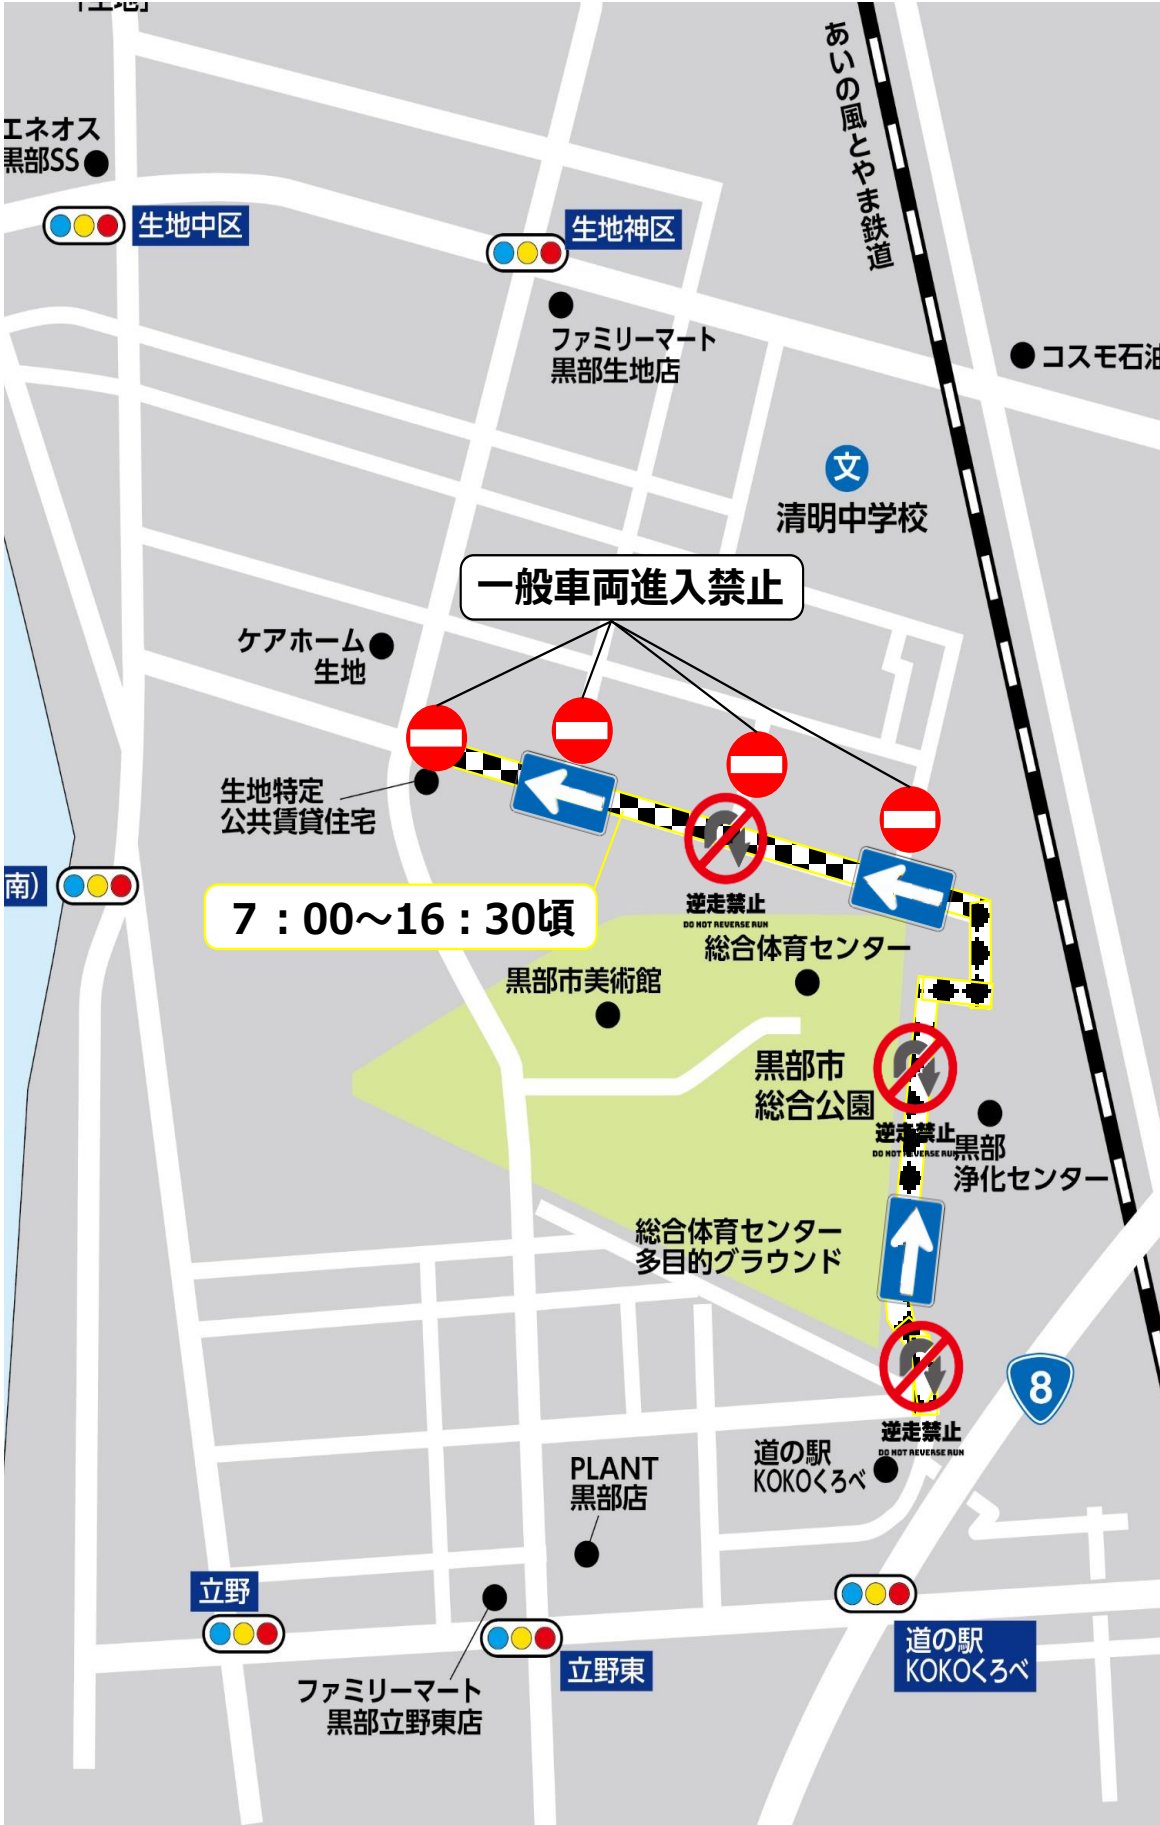 「生地」
あいの風とやま鉄道
エネオス
黒部SS
生地中区
生地神区
ファミリーマート
黒部生地店
コスモ石油
文
清明中学校
一般車両進入禁止
ケアホーム
生地
生地特定
公共賃貸住宅
南）
7：00～16：30頃
逆走禁止
DO NOT REVERSE RUN
総合体育センター
黒部市美術館
黒部市
総合公園
逆走禁止
DO NOT REVERSE RUN
黒部
浄化センター
総合体育センター
多目的グラウンド
8
逆走禁止
DO NOT REVERSE RUN
道の駅
KOKOくろべ
PLANT
黒部店
立野
立野東
道の駅
KOKOくろべ
ファミリーマート
黒部立野東店